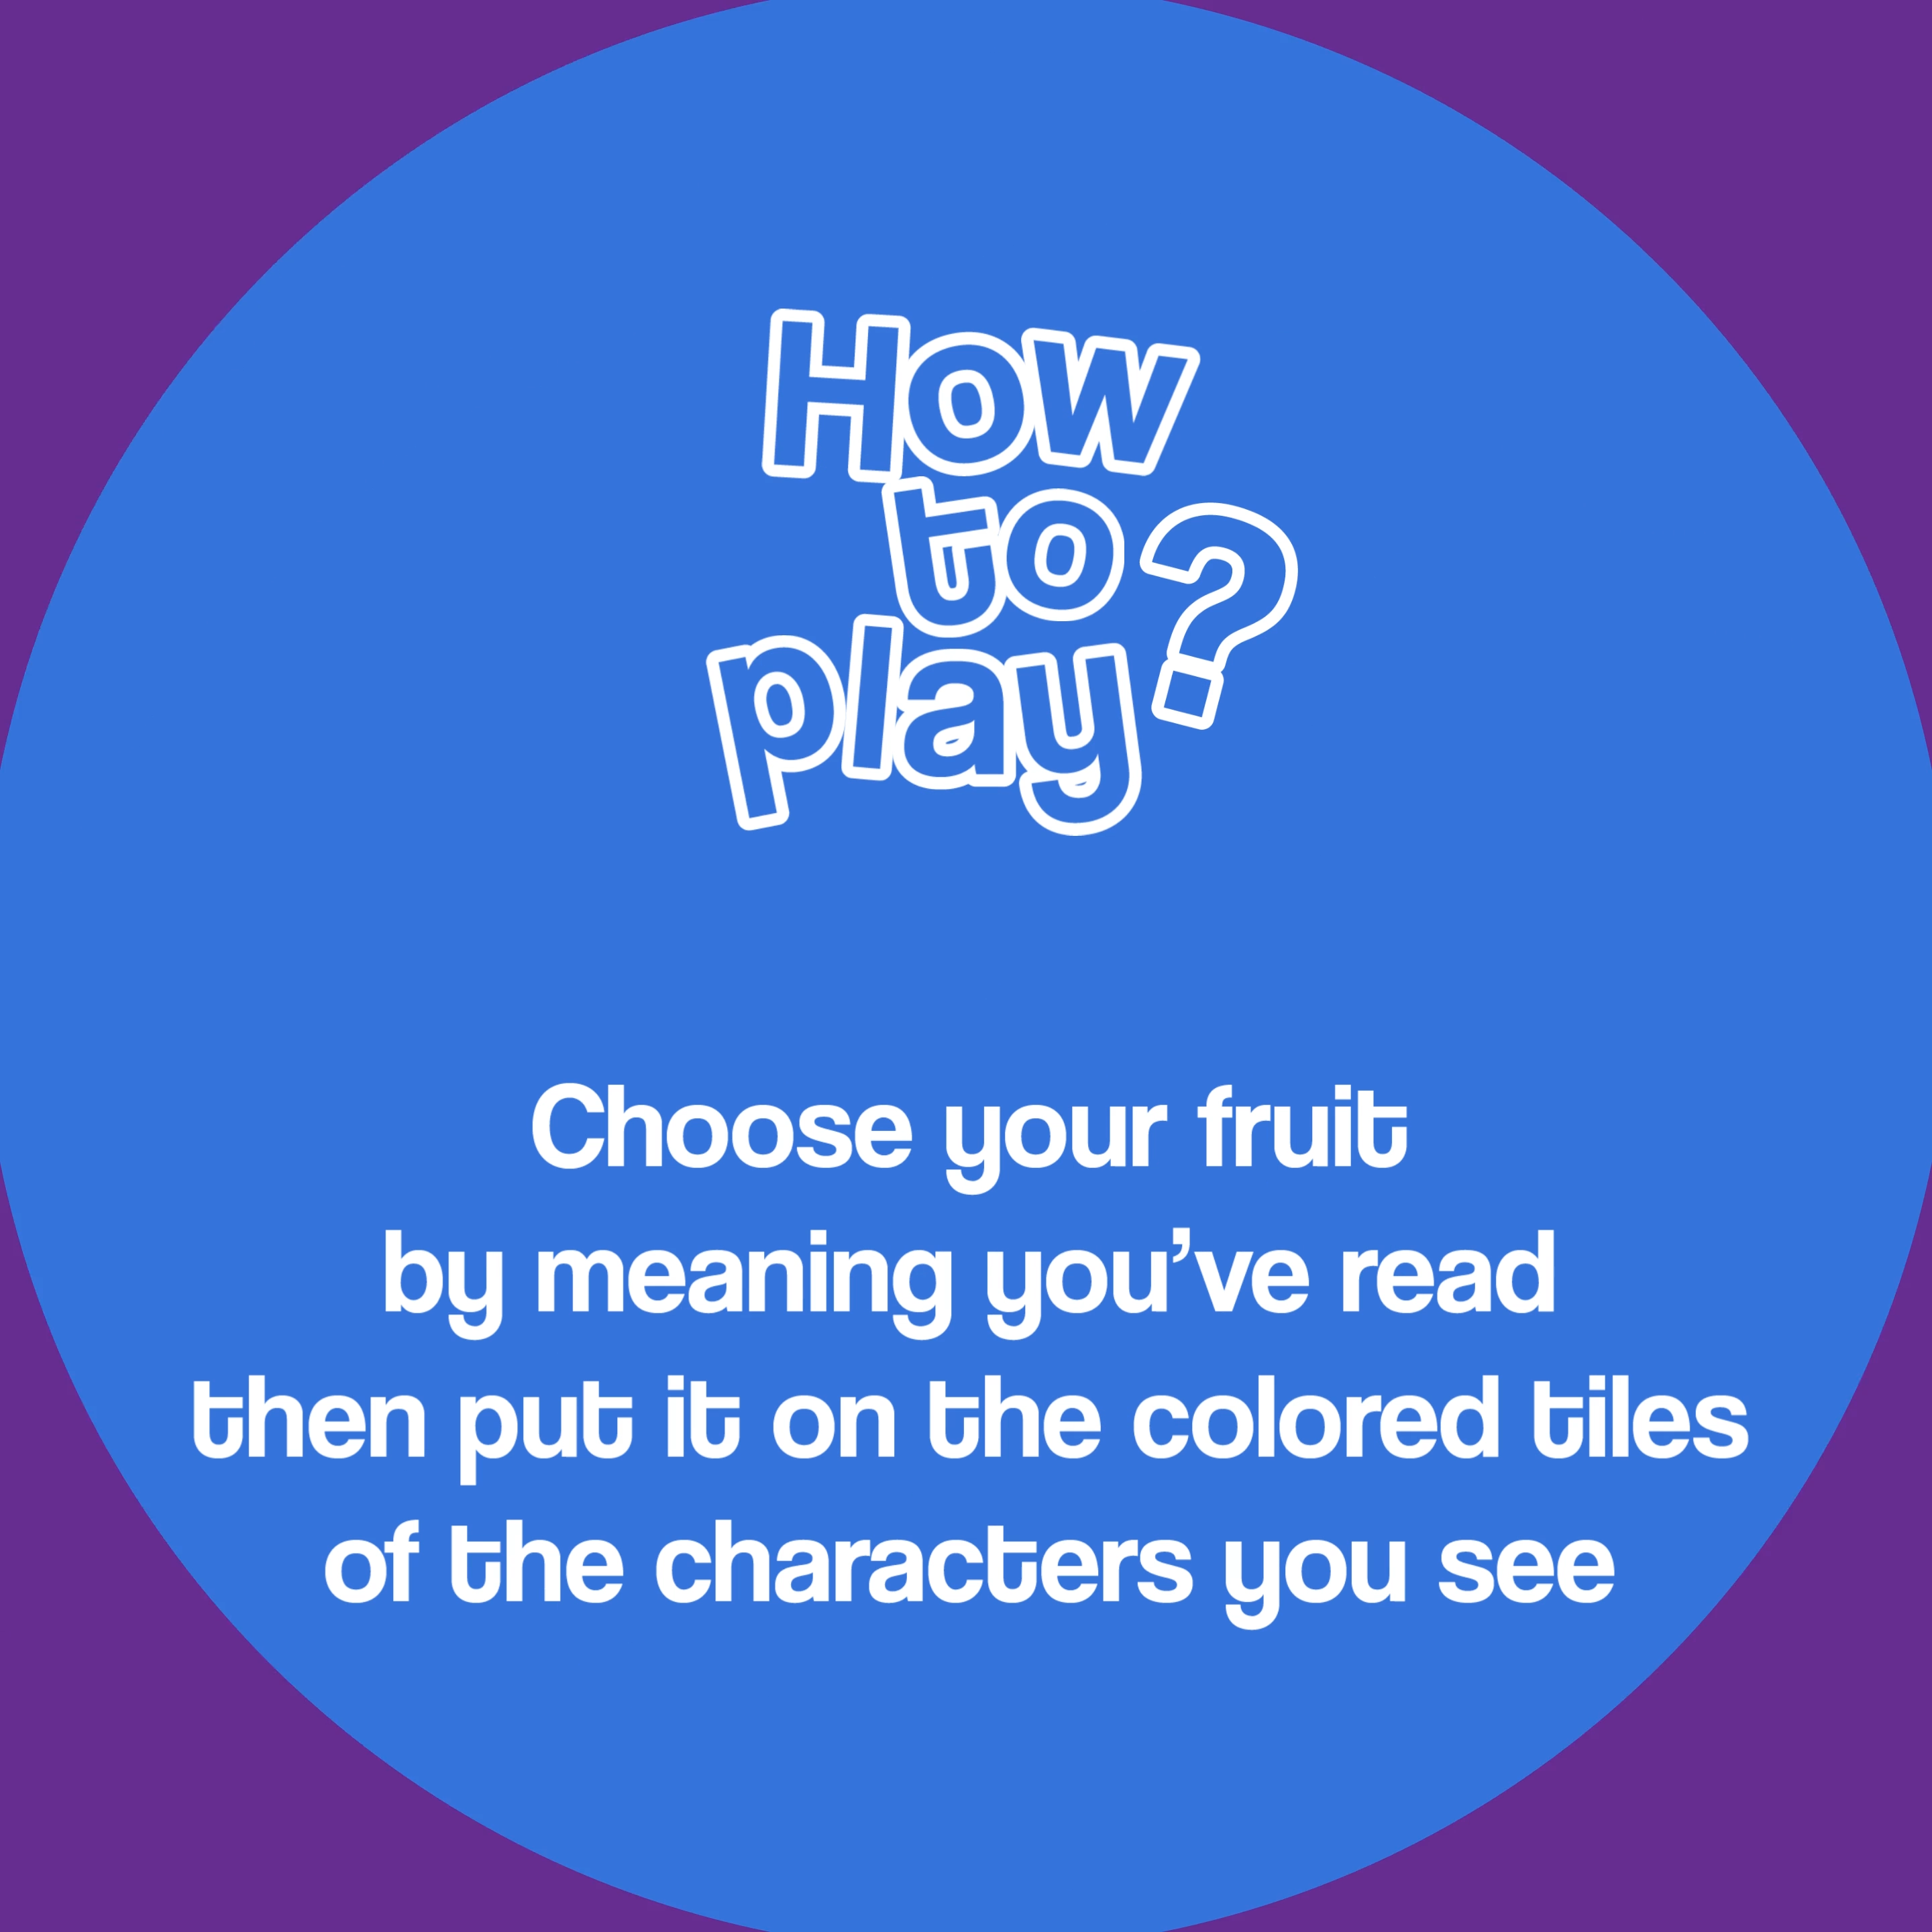 How
to
play?
Choose your fruit
by meaning you’ve read
then put it on the colored tiles
of the characters you see